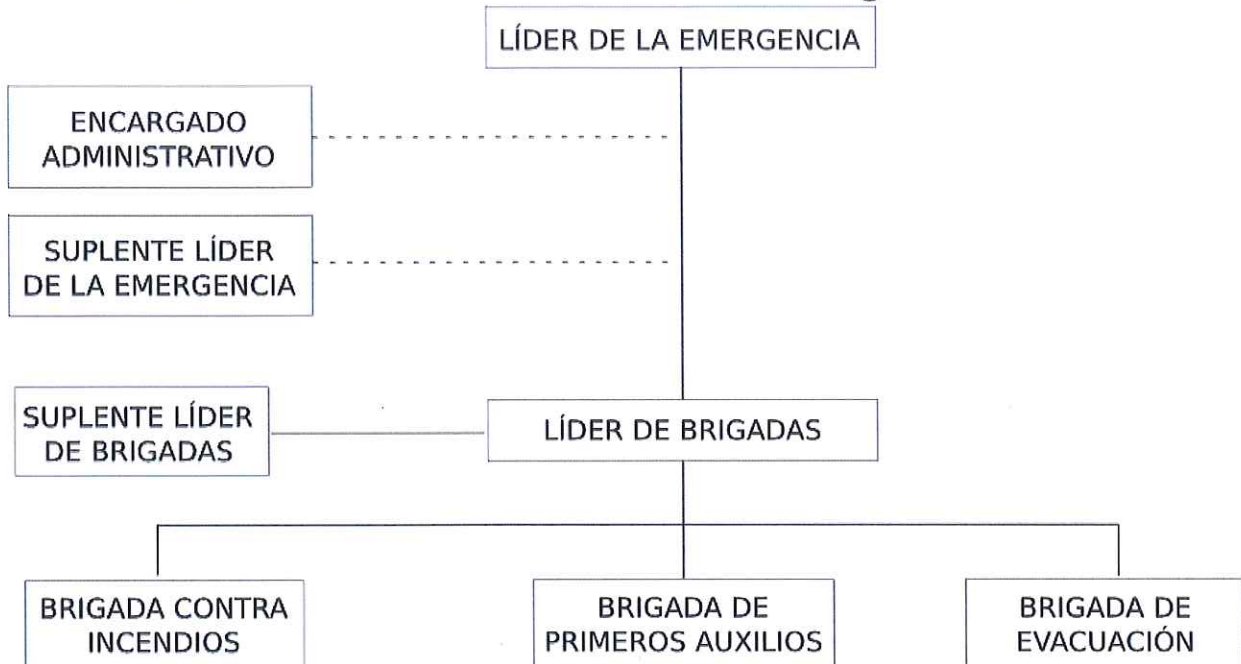 LÍDER DE LA EMERGENCIA
ENCARGADO
ADMINISTRATIVO
SUPLENTE LÍDER
DE LA EMERGENCIA
SUPLENTE LÍDER
DE BRIGADAS
LÍDER DE BRIGADAS
BRIGADA CONTRA
INCENDIOS
BRIGADA DE
PRIMEROS AUXILIOS
BRIGADA DE
EVACUACIÓN